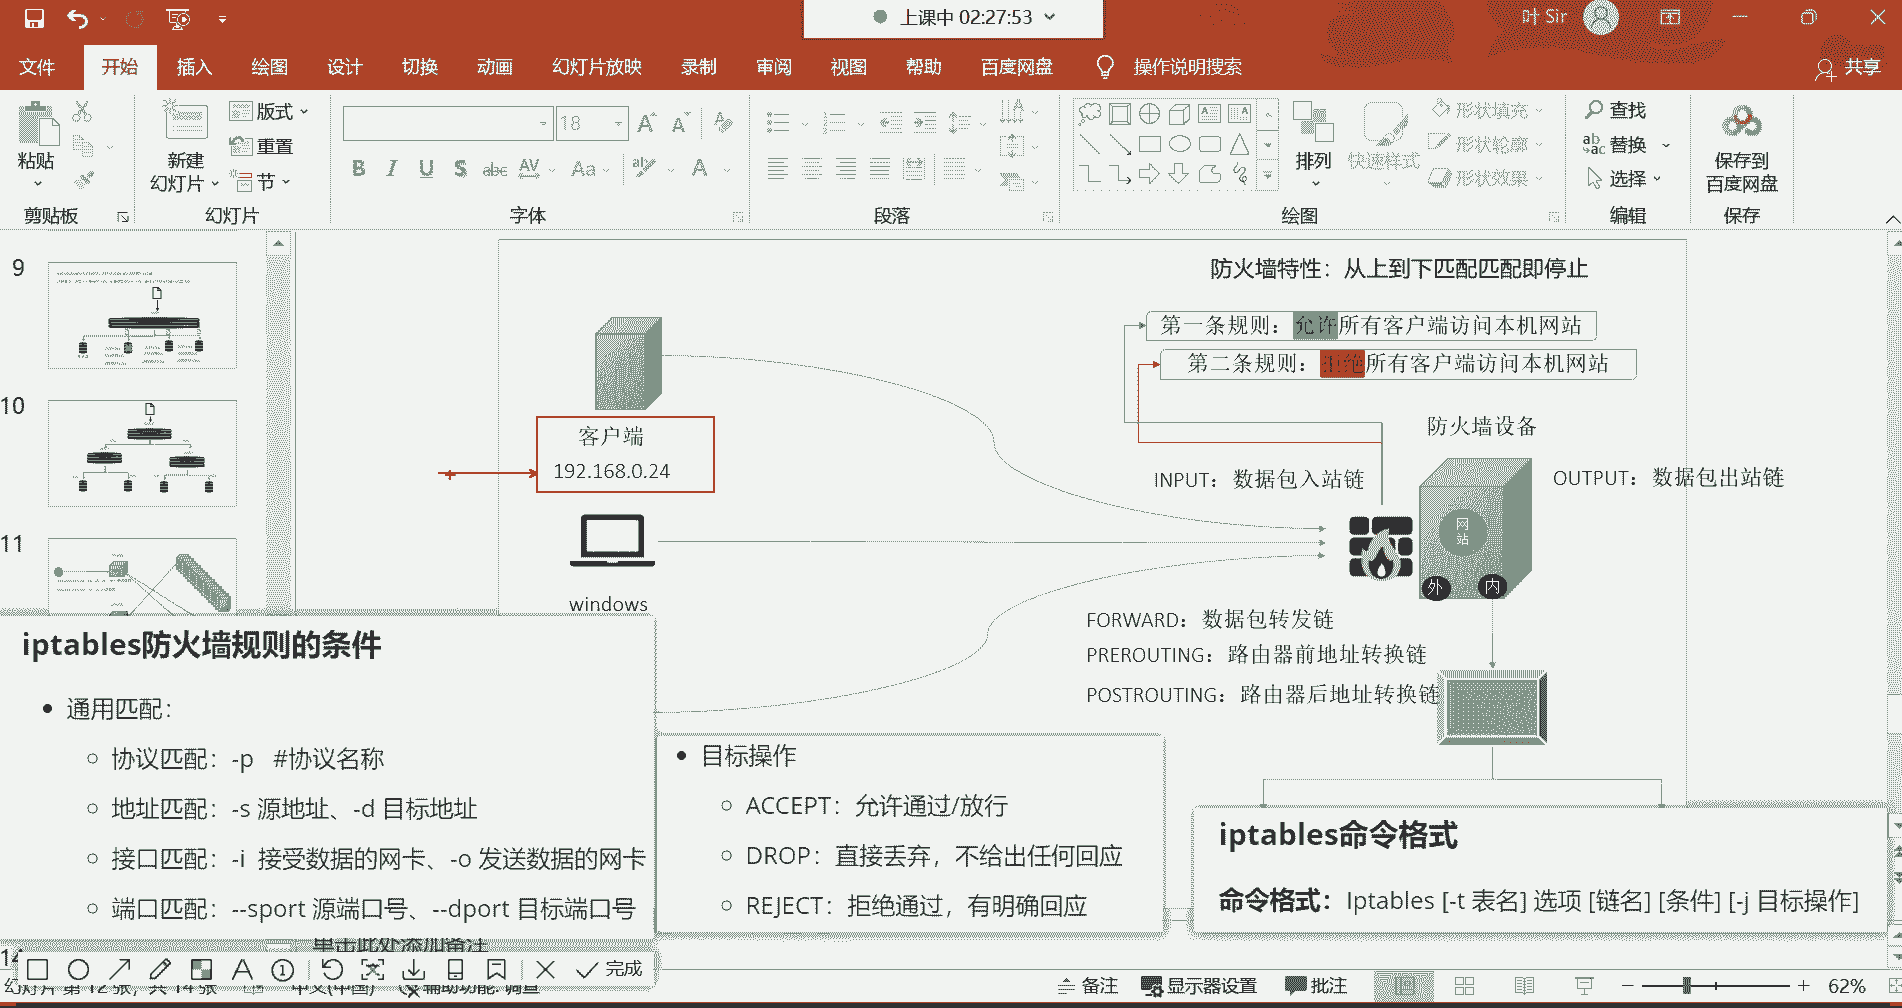 上课中 02:27:53
叶 Sir
文件 开始 插入 绘图 设计 切换 动画 幻灯片放映 录制 审阅 视图 帮助 百度网盘 操作说明搜索 共享
粘贴
剪贴板
新建
幻灯片
版式
重置
节
幻灯片
18
字体
段落
排列
快速样式
形状填充
形状轮廓
形状效果
绘图
查找
替换
选择
编辑
保存到
百度网盘
保存
9
10
11
防火墙特性：从上到下匹配匹配即停止
第一条规则：允许所有客户端访问本机网站
第二条规则：拒绝所有客户端访问本机网站
客户端
192.168.0.24
windows
防火墙设备
INPUT：数据包入站链
OUTPUT：数据包出站链
网
站
外
内
FORWARD：数据包转发链
PREROUTING：路由器前地址转换链
POSTROUTING：路由器后地址转换链
iptables防火墙规则的条件
通用匹配：
协议匹配：-p #协议名称
地址匹配：-s 源地址、-d 目标地址
接口匹配：-i 接受数据的网卡、-o 发送数据的网卡
端口匹配：--sport 源端口号、--dport 目标端口号
目标操作
ACCEPT：允许通过/放行
DROP：直接丢弃，不给出任何回应
REJECT：拒绝通过，有明确回应
iptables命令格式
命令格式：Iptables [-t 表名] 选项 [链名] [条件] [-j 目标操作]
单击此处添加备注
完成
幻灯片 第 12 张，共 14 张 中文(中国) 辅助功能: 调查
备注 显示器设置 批注 62%